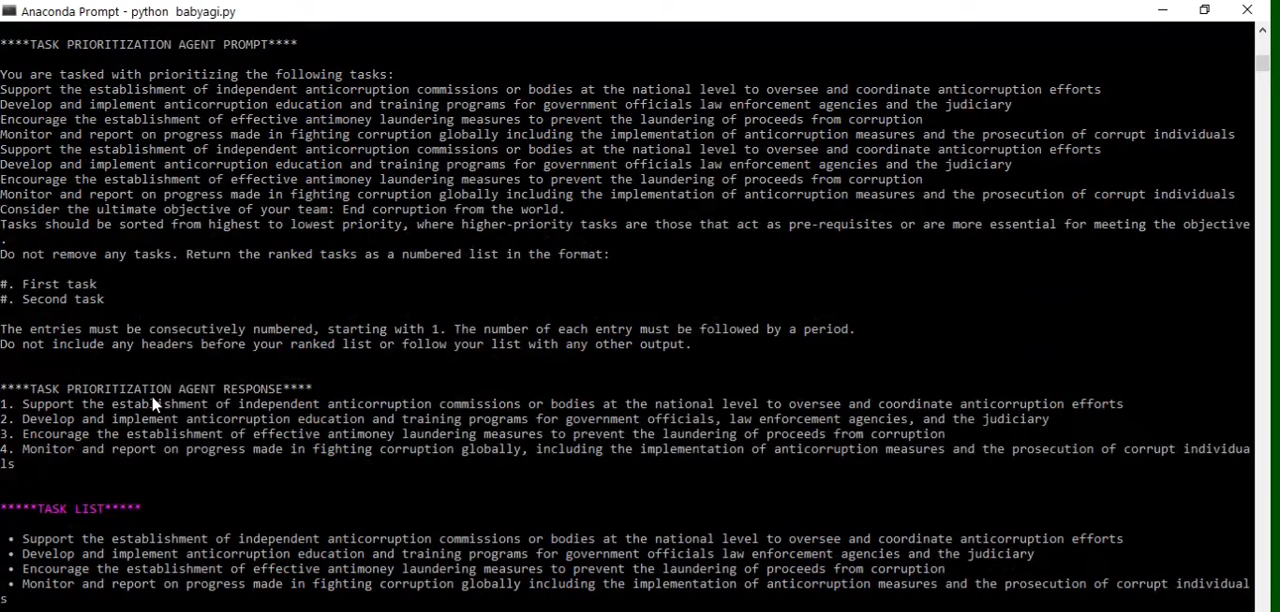 Anaconda Prompt - python  babyagi.py
****TASK PRIORITIZATION AGENT PROMPT****
You are tasked with prioritizing the following tasks:
Support the establishment of independent anticorruption commissions or bodies at the national level to oversee and coordinate anticorruption efforts
Develop and implement anticorruption education and training programs for government officials law enforcement agencies and the judiciary
Encourage the establishment of effective antimoney laundering measures to prevent the laundering of proceeds from corruption
Monitor and report on progress made in fighting corruption globally including the implementation of anticorruption measures and the prosecution of corrupt individuals
Support the establishment of independent anticorruption commissions or bodies at the national level to oversee and coordinate anticorruption efforts
Develop and implement anticorruption education and training programs for government officials law enforcement agencies and the judiciary
Encourage the establishment of effective antimoney laundering measures to prevent the laundering of proceeds from corruption
Monitor and report on progress made in fighting corruption globally including the implementation of anticorruption measures and the prosecution of corrupt individuals
Consider the ultimate objective of your team: End corruption from the world.
Tasks should be sorted from highest to lowest priority, where higher-priority tasks are those that act as pre-requisites or are more essential for meeting the objective
.
Do not remove any tasks. Return the ranked tasks as a numbered list in the format:
#. First task
#. Second task
The entries must be consecutively numbered, starting with 1. The number of each entry must be followed by a period.
Do not include any headers before your ranked list or follow your list with any other output.
****TASK PRIORITIZATION AGENT RESPONSE****
1. Support the establishment of independent anticorruption commissions or bodies at the national level to oversee and coordinate anticorruption efforts
2. Develop and implement anticorruption education and training programs for government officials, law enforcement agencies, and the judiciary
3. Encourage the establishment of effective antimoney laundering measures to prevent the laundering of proceeds from corruption
4. Monitor and report on progress made in fighting corruption globally, including the implementation of anticorruption measures and the prosecution of corrupt individua
ls
*****TASK LIST*****
• Support the establishment of independent anticorruption commissions or bodies at the national level to oversee and coordinate anticorruption efforts
• Develop and implement anticorruption education and training programs for government officials law enforcement agencies and the judiciary
• Encourage the establishment of effective antimoney laundering measures to prevent the laundering of proceeds from corruption
• Monitor and report on progress made in fighting corruption globally including the implementation of anticorruption measures and the prosecution of corrupt individual
s